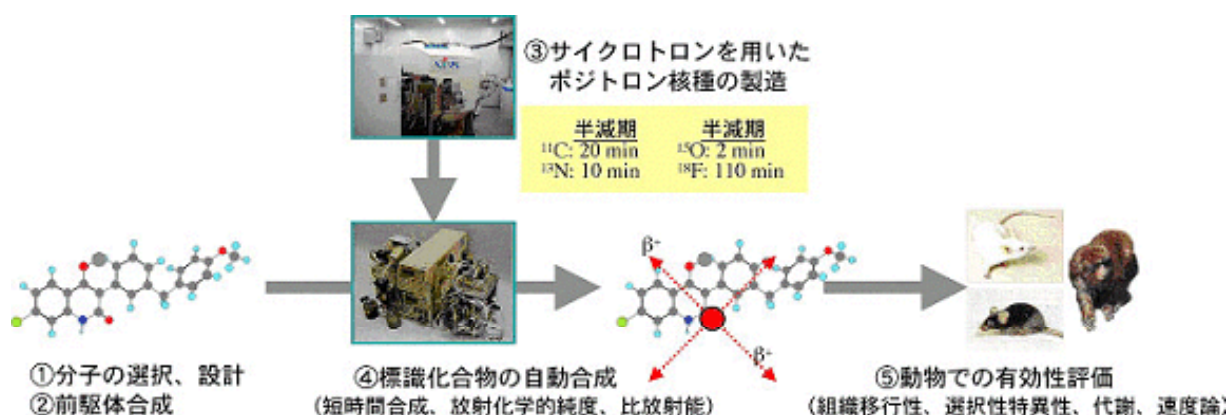 ③サイクロトロンを用いた
ポジトロン核種の製造
半減期 半減期
¹¹C: 20 min ¹⁵O: 2 min
¹³N: 10 min ¹⁸F: 110 min
β⁺
β⁺
①分子の選択、設計
②前駆体合成
④標識化合物の自動合成
(短時間合成、放射化学的純度、比放射能)
⑤動物での有効性評価
(組織移行性、選択性特異性、代謝、速度論)